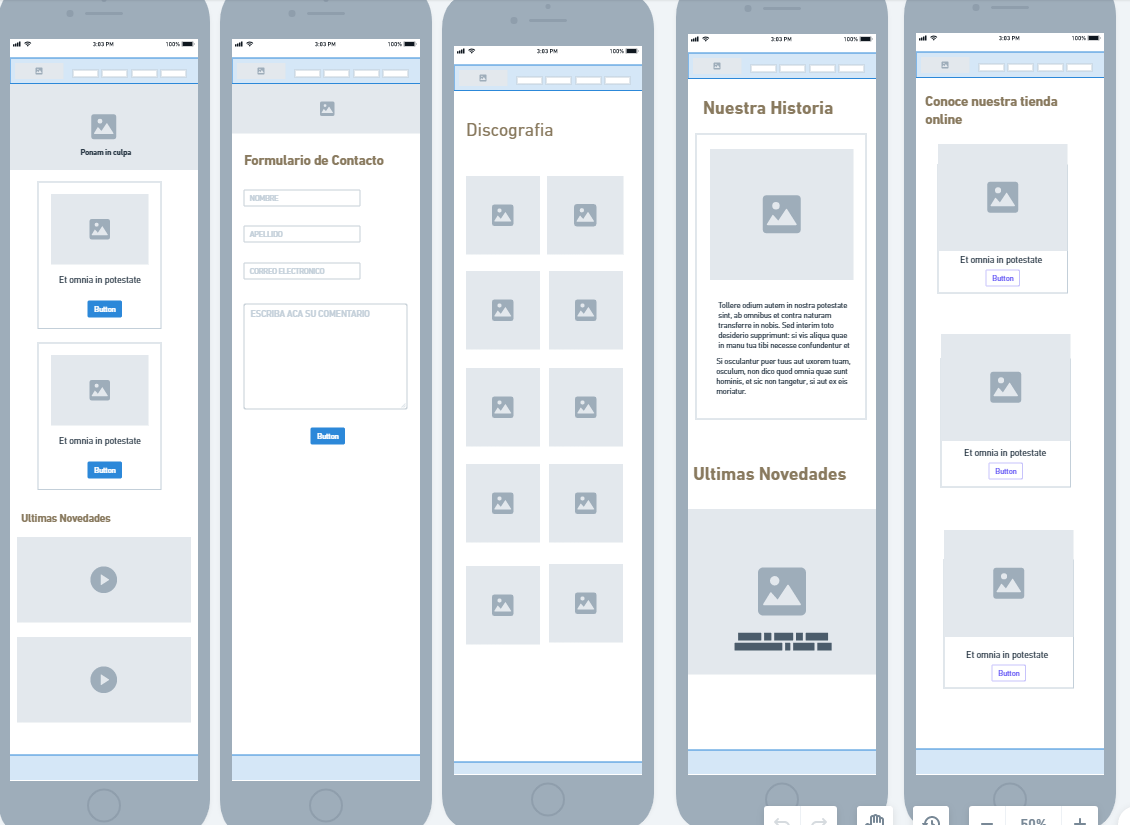 3:03 PM
100%
Ponam in culpa
Et omnia in potestate
Button
Et omnia in potestate
Button
Ultimas Novedades
3:03 PM
100%
Formulario de Contacto
NOMBRE
APELLIDO
CORREO ELECTRONICO
ESCRIBA ACA SU COMENTARIO
Button
3:03 PM
100%
Discografia
3:03 PM
100%
Nuestra Historia
Tollere odium autem in nostra potestate
sint, ab omnibus et contra naturam
transferre in nobis. Sed interim toto
desiderio supprimunt: si vis aliqua quae
in manu tua tibi necesse confundentur et
Si osculantur puer tuus aut uxorem tuam,
osculum, non dico quod omnia quae sunt
hominis, et sic non tangetur, si aut ex eis
moriatur.
Ultimas Novedades
3:03 PM
100%
Conoce nuestra tienda
online
Et omnia in potestate
Button
Et omnia in potestate
Button
Et omnia in potestate
Button
50%